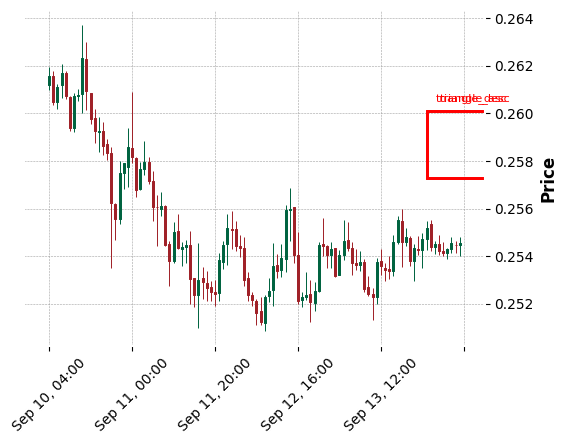 0.264
0.262
triangle_desc
0.260
0.258
0.256
0.254
0.252
Price
Sep 10, 04:00
Sep 11, 00:00
Sep 11, 20:00
Sep 12, 16:00
Sep 13, 12:00